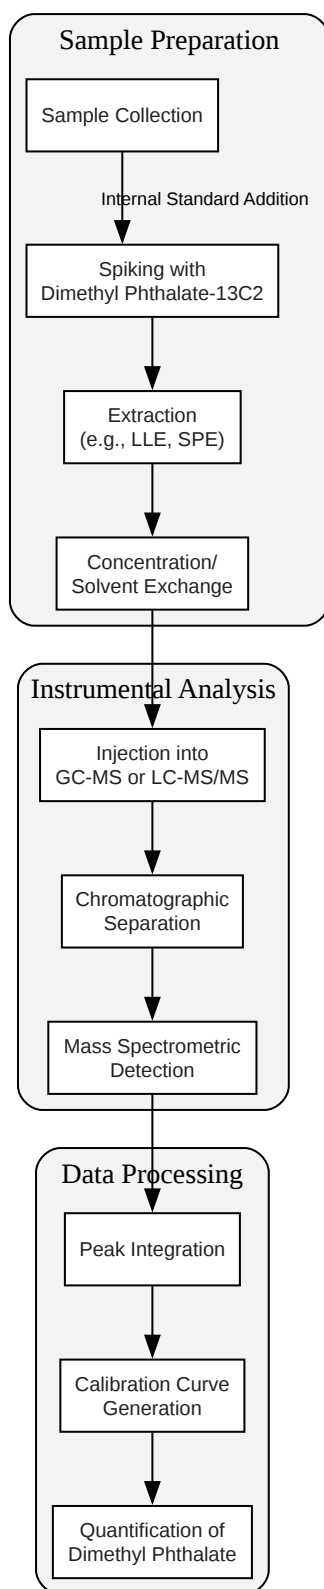 Sample Preparation
Sample Collection
Internal Standard Addition
Spiking with
Dimethyl Phthalate-13C2
Extraction
(e.g., LLE, SPE)
Concentration/
Solvent Exchange
Instrumental Analysis
Injection into
GC-MS or LC-MS/MS
Chromatographic
Separation
Mass Spectrometric
Detection
Data Processing
Peak Integration
Calibration Curve
Generation
Quantification of
Dimethyl Phthalate